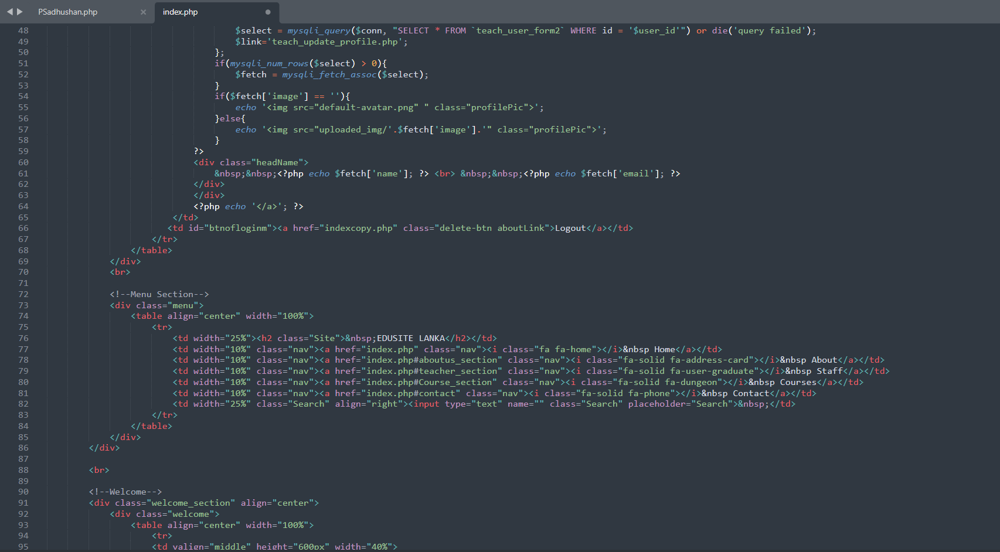 PSadhushan.php × index.php
48 $select = mysqli_query($conn, "SELECT * FROM `teach_user_form2` WHERE id = '$user_id'") or die('query failed');
49 $link='teach_update_profile.php';
50 };
51 if(mysqli_num_rows($select) > 0){
52 $fetch = mysqli_fetch_assoc($select);
53 }
54 if($fetch['image'] == ''){
55 echo '<img src="default-avatar.png" " class="profilePic">';
56 }else{
57 echo '<img src="uploaded_img/'.$fetch['image'].'" class="profilePic">';
58 }
59 ?>
60 <div class="headName">
61 &nbsp;&nbsp;<?php echo $fetch['name']; ?> <br> &nbsp;&nbsp;<?php echo $fetch['email']; ?>
62 </div>
63 </div>
64 <?php echo '</a>'; ?>
65 </td>
66 <td id="btnofloginm"><a href="indexcopy.php" class="delete-btn aboutLink">Logout</a></td>
67 </tr>
68 </table>
69 </div>
70 <br>
71
72 <!--Menu Section-->
73 <div class="menu">
74 <table align="center" width="100%">
75 <tr>
76 <td width="25%"><h2 class="Site">&nbsp;EDUSITE LANKA</h2></td>
77 <td width="10%" class="nav"><a href="index.php" class="nav"><i class="fa fa-home"></i>&nbsp Home</a></td>
78 <td width="10%" class="nav"><a href="index.php#aboutus_section" class="nav"><i class="fa-solid fa-address-card"></i>&nbsp About</a></td>
79 <td width="10%" class="nav"><a href="index.php#teacher_section" class="nav"><i class="fa-solid fa-user-graduate"></i>&nbsp Staff</a></td>
80 <td width="10%" class="nav"><a href="index.php#Course_section" class="nav"><i class="fa-solid fa-dungeon"></i>&nbsp Courses</a></td>
81 <td width="10%" class="nav"><a href="index.php#contact" class="nav"><i class="fa-solid fa-phone"></i>&nbsp Contact</a></td>
82 <td width="25%" class="Search" align="right"><input type="text" name="" class="Search" placeholder="Search">&nbsp;</td>
83 </tr>
84 </table>
85 </div>
86 </div>
87
88 <br>
89
90 <!--Welcome-->
91 <div class="welcome_section" align="center">
92 <div class="welcome">
93 <table align="center" width="100%">
94 <tr>
95 <td valign="middle" height="600px" width="40%">